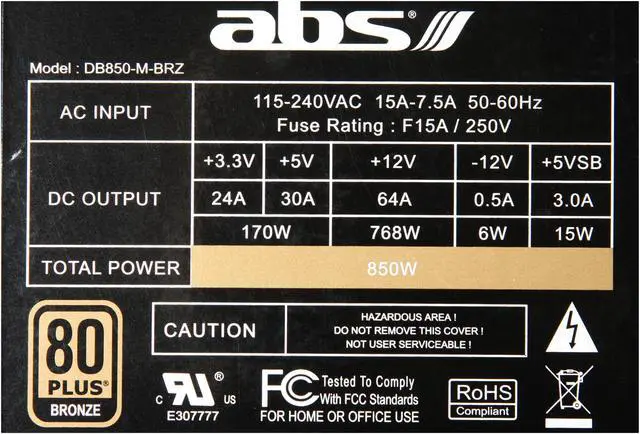 abs®
Model : DB850-M-BRZ
AC INPUT
115-240VAC 15A-7.5A 50-60Hz
Fuse Rating : F15A / 250V
DC OUTPUT
+3.3V +5V +12V -12V +5VSB
24A 30A 64A 0.5A 3.0A
170W 768W 6W 15W
TOTAL POWER 850W
80
PLUS®
BRONZE
CAUTION
HAZARDOUS AREA !
DO NOT REMOVE THIS COVER !
NOT USER SERVICEABLE !
c RU® US
E307777
FC Tested To Comply
With FCC Standards
FOR HOME OR OFFICE USE
RoHS
Compliant